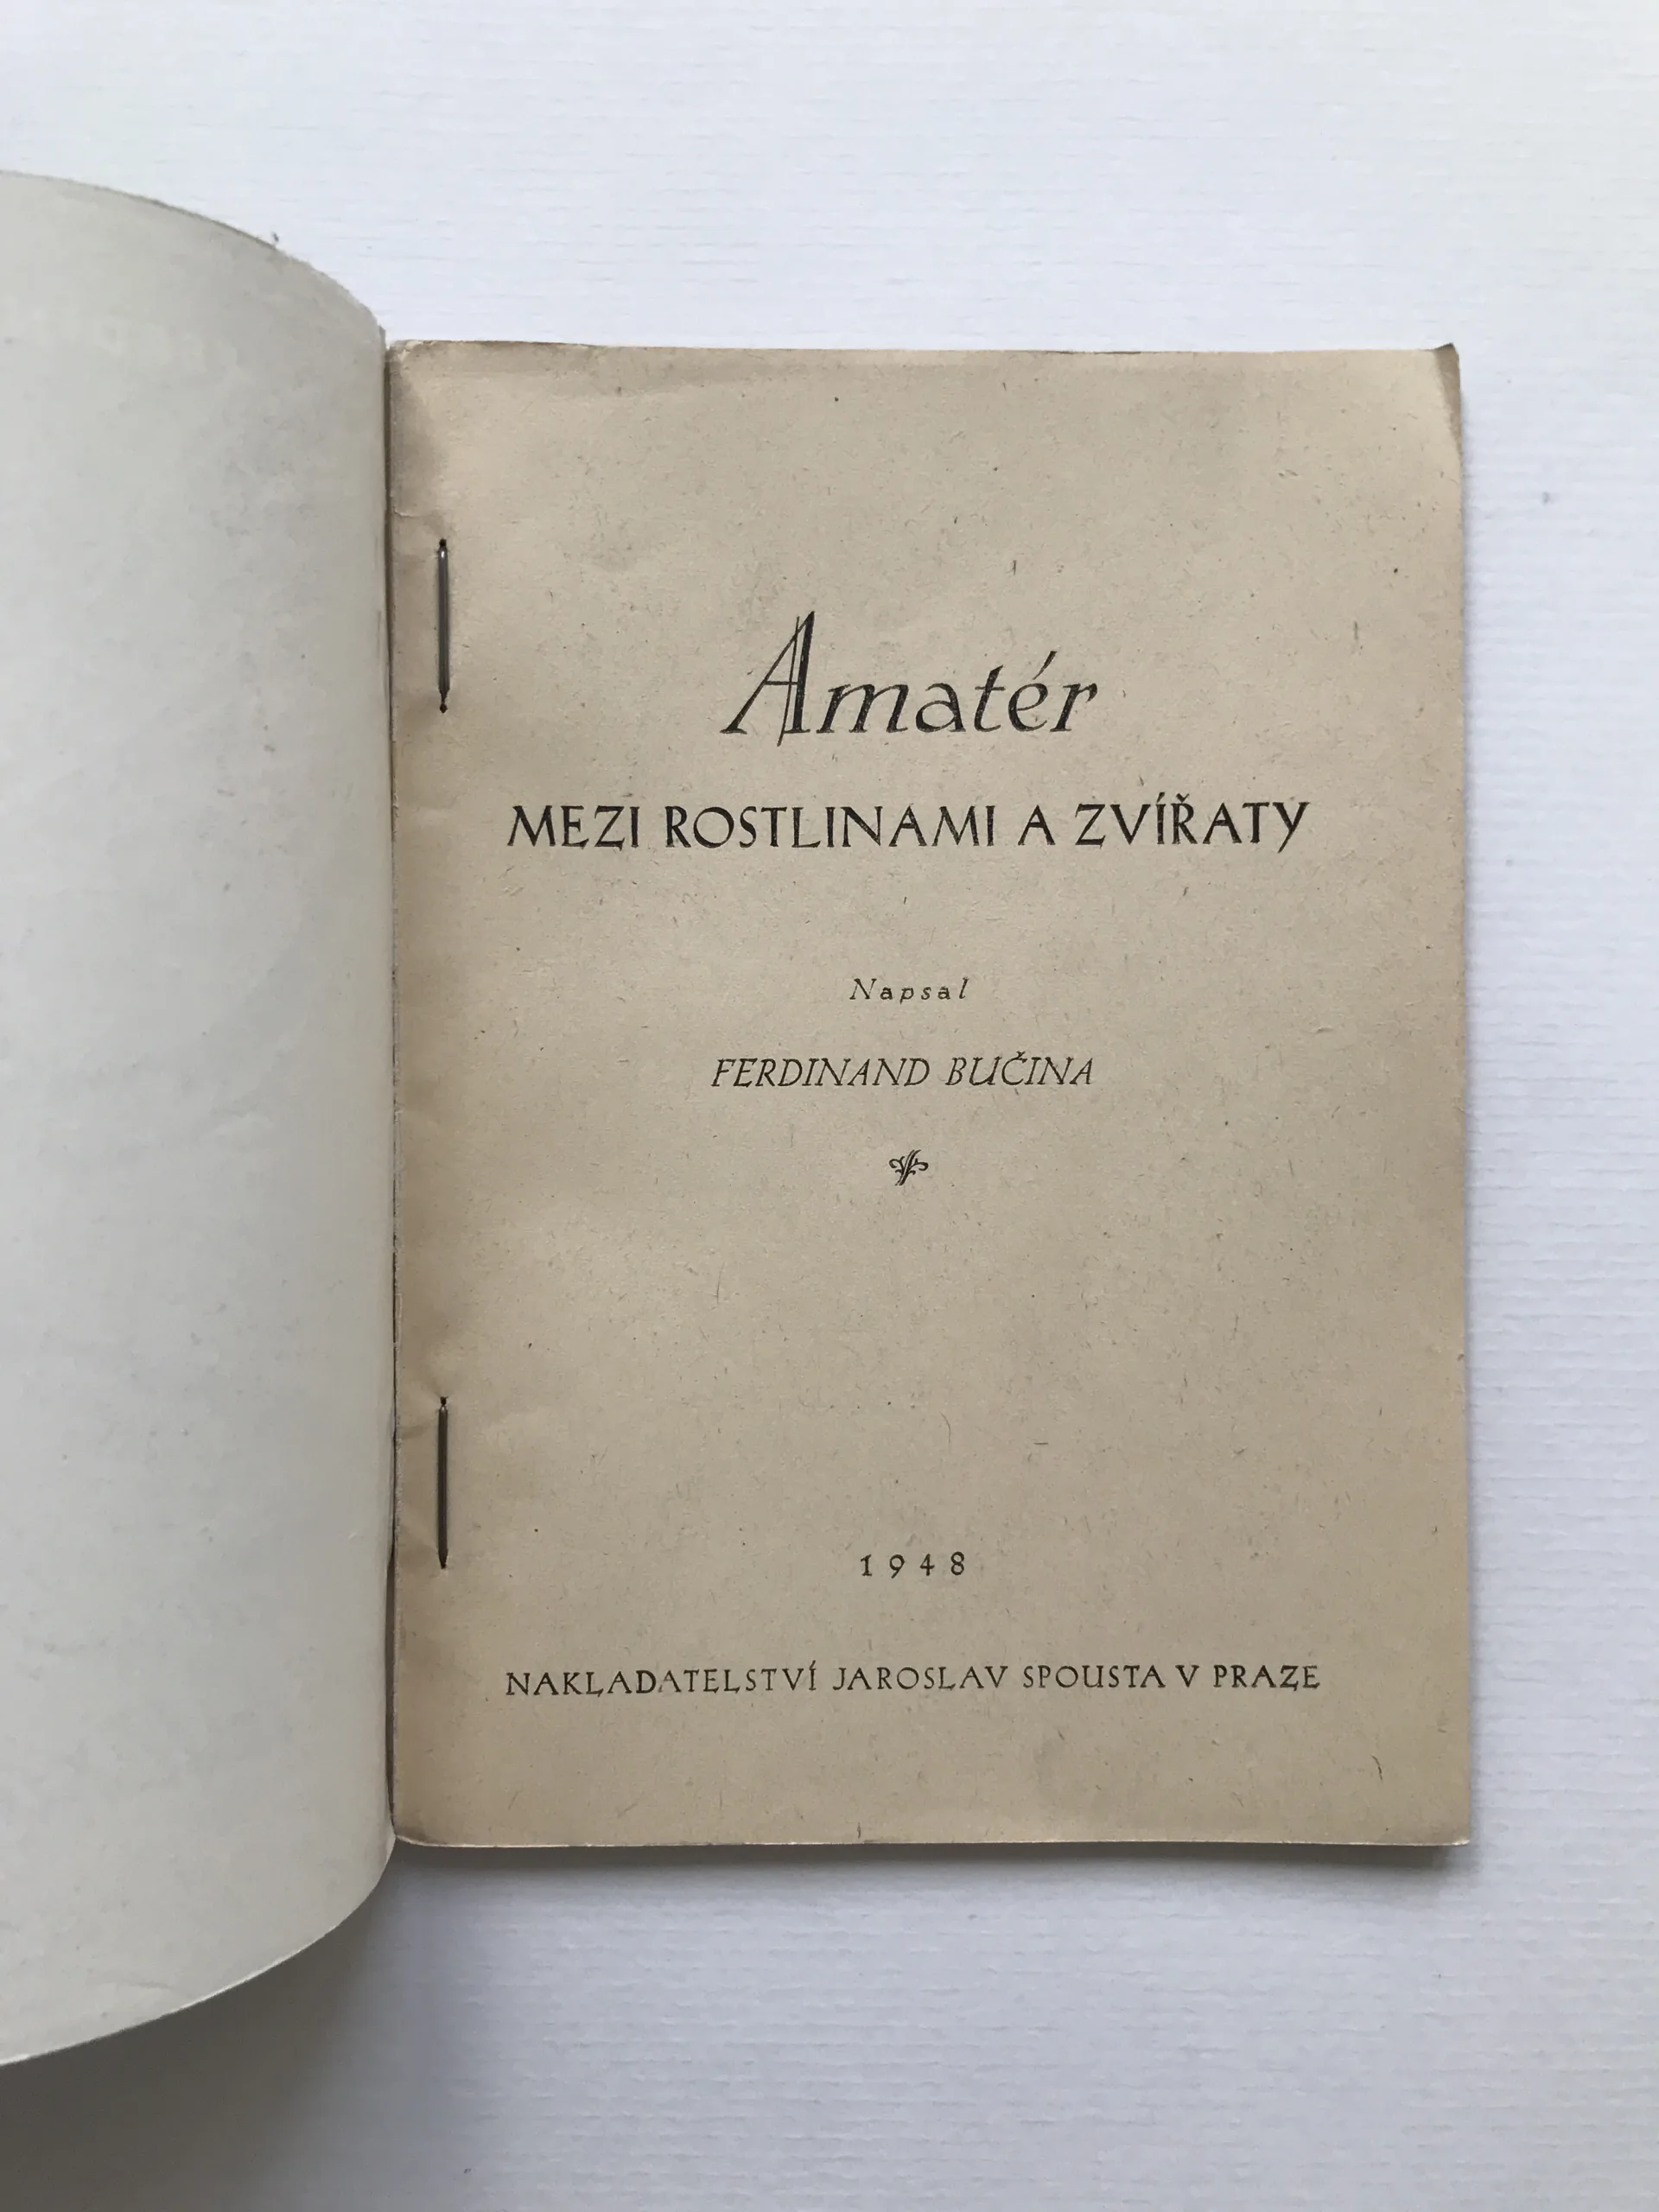 Amatér
MEZI ROSTLINAMI A ZVÍŘATY
Napsal
FERDINAND BUČINA
1948
NAKLADATELSTVÍ JAROSLAV SPOUSTA V PRAZE